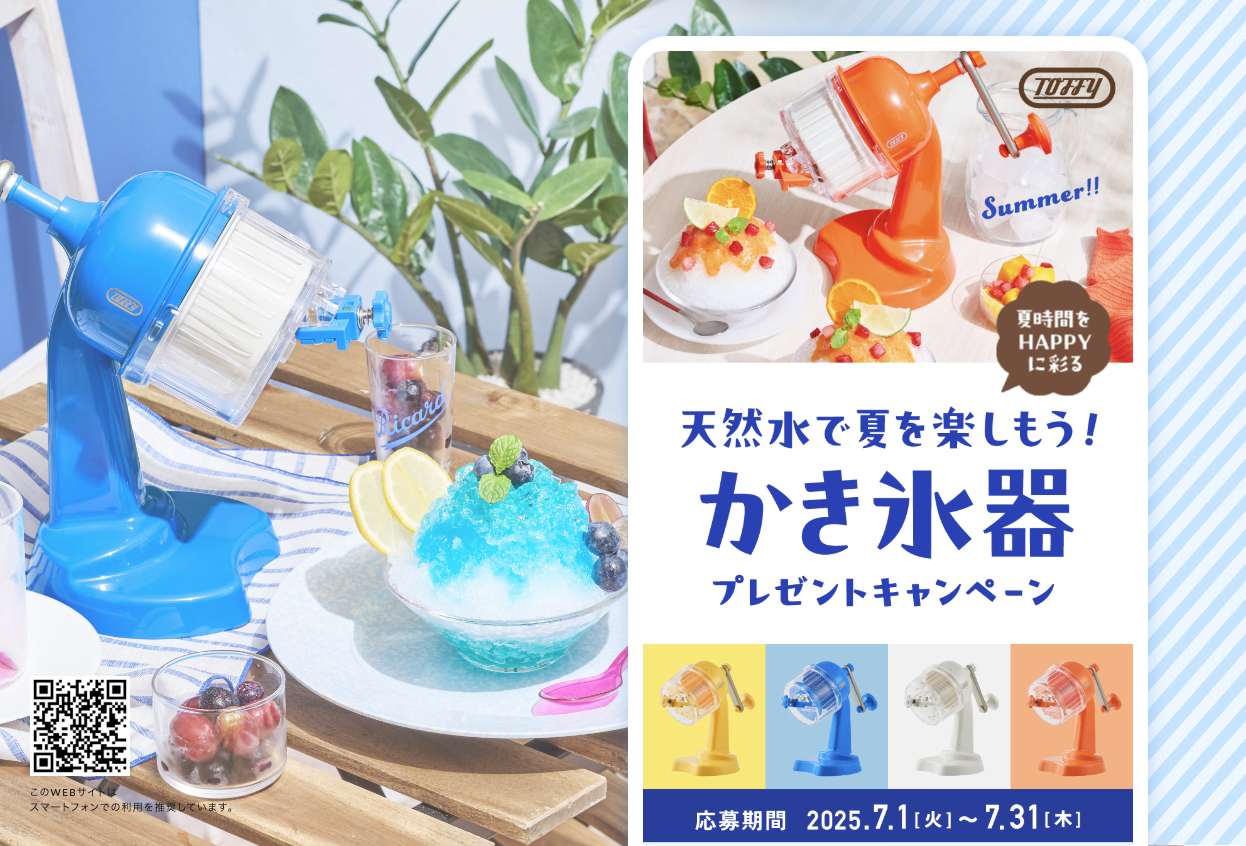 TOFFY
Ricard
このWEBサイトは
スマートフォンでの利用を推奨しています。
TOFFY
TOFFY
Summer!!
夏時間を
HAPPY
に彩る
天然水で夏を楽しもう!
かき氷器
プレゼントキャンペーン
応募期間 2025.7.1[火]〜7.31[木]